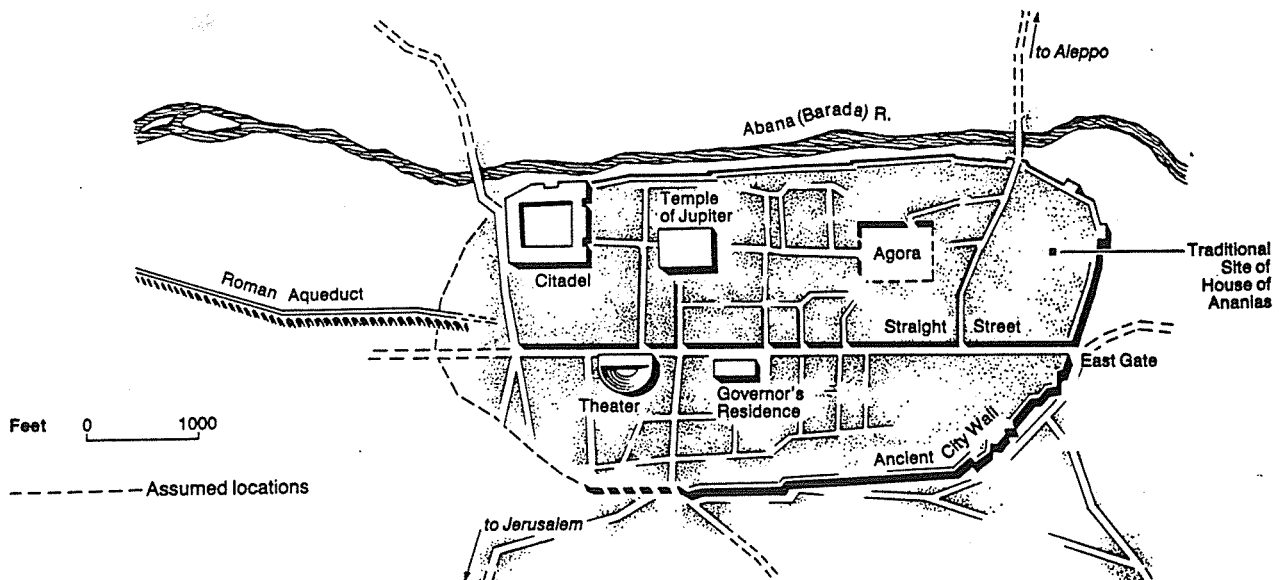 to Aleppo
Abana (Barada) R.
Temple
of Jupiter
Agora
Citadel
Traditional
Site of
House of
Ananias
Roman Aqueduct
Straight Street
East Gate
Theater
Governor's
Residence
Feet 0 1000
Ancient City Wall
Assumed locations
to Jerusalem